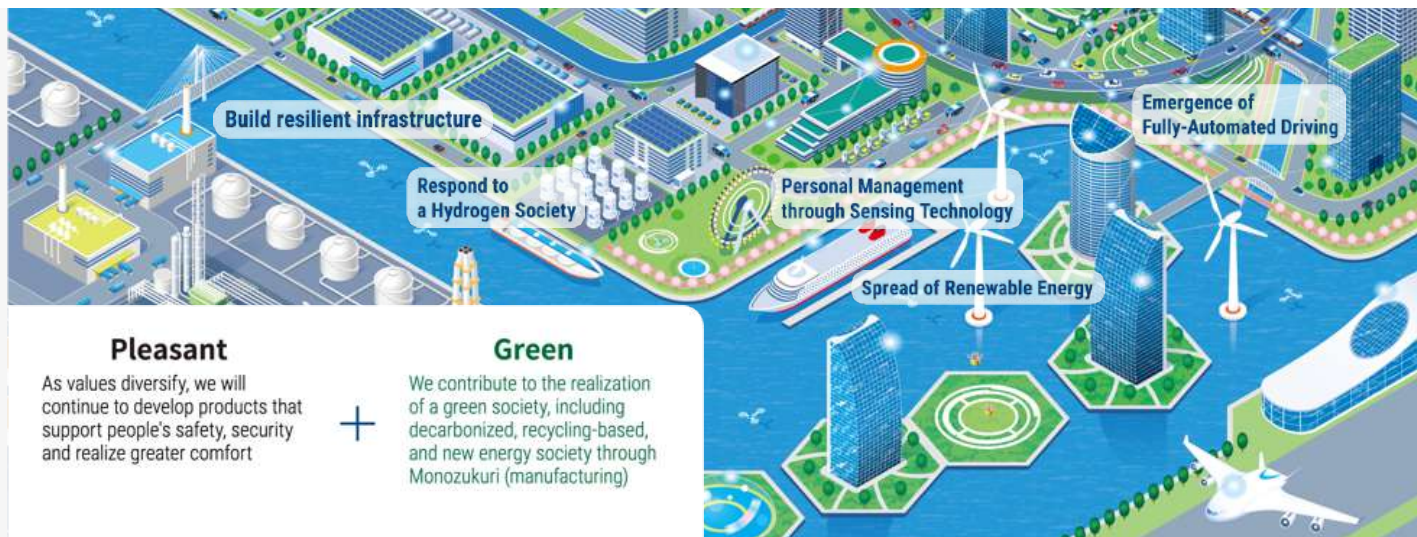 Build resilient infrastructure
Emergence of
Fully-Automated Driving
Respond to
a Hydrogen Society
Personal Management
through Sensing Technology
Spread of Renewable Energy
Pleasant
As values diversify, we will
continue to develop products that
support people's safety, security
and realize greater comfort
+
Green
We contribute to the realization
of a green society, including
decarbonized, recycling-based,
and new energy society through
Monozukuri (manufacturing)